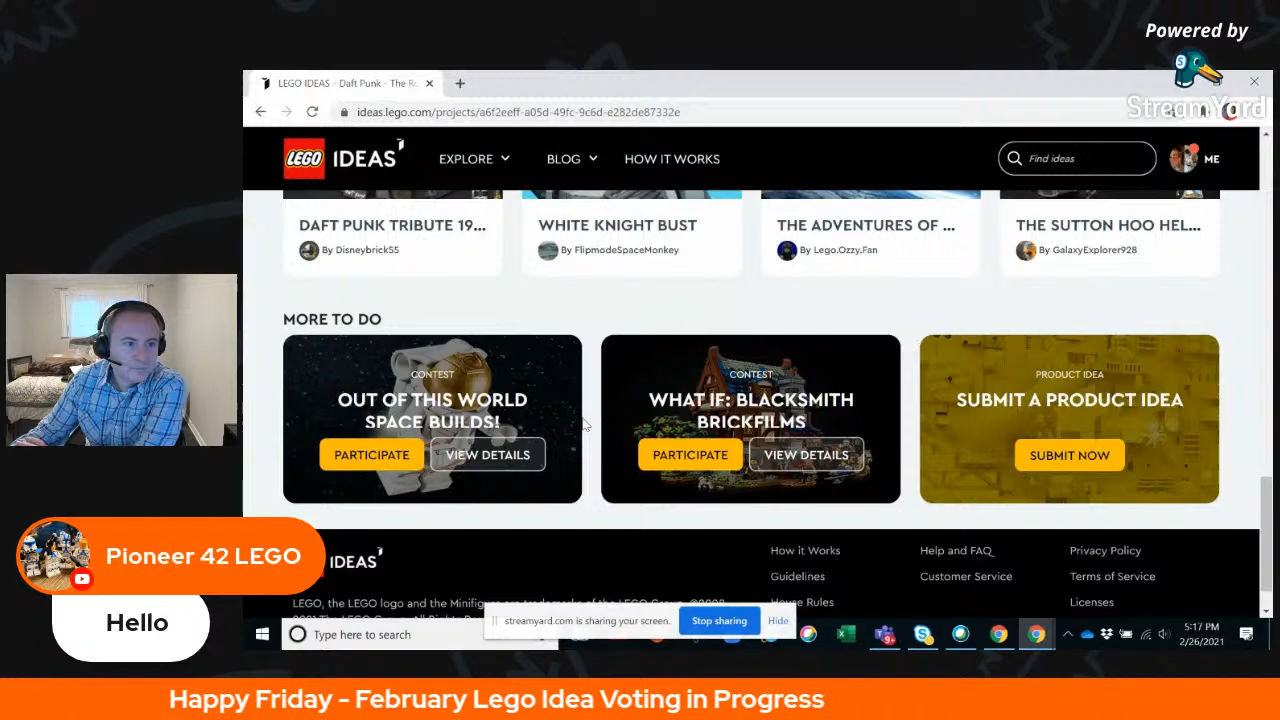 Powered by
StreamYard
LEGO IDEAS - Daft Punk - The Ro
ideas.lego.com/projects/a6f2eeff-a05d-49fc-9c6d-e282de87332e
LEGO IDEAS
EXPLORE
BLOG
HOW IT WORKS
Find ideas
ME
DAFT PUNK TRIBUTE 19...
WHITE KNIGHT BUST
THE ADVENTURES OF ...
THE SUTTON HOO HEL...
By Disneybrick55
By FlipmodeSpaceMonkey
By Lego.Ozzy.Fan
By GalaxyExplorer928
MORE TO DO
CONTEST
OUT OF THIS WORLD
SPACE BUILDS!
PARTICIPATE
VIEW DETAILS
CONTEST
WHAT IF: BLACKSMITH
BRICKFILMS
PARTICIPATE
VIEW DETAILS
PRODUCT IDEA
SUBMIT A PRODUCT IDEA
SUBMIT NOW
IDEAS
How it Works
Help and FAQ
Privacy Policy
Guidelines
Customer Service
Terms of Service
House Rules
Licenses
LEGO, the LEGO logo and the Minifigure are trademarks of the LEGO Group.
streamyard.com is sharing your screen.
Stop sharing
Hide
Type here to search
5:17 PM
2/26/2021
Pioneer 42 LEGO
Hello
Happy Friday - February Lego Idea Voting in Progress